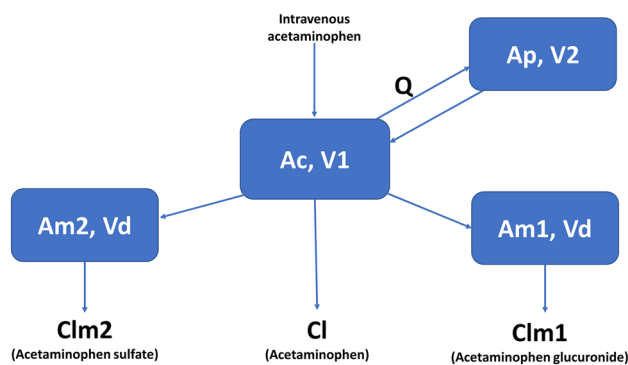 Intravenous
acetaminophen
Ap, V2
Q
Ac, V1
Am2, Vd
Am1, Vd
Clm2
(Acetaminophen sulfate)
Cl
(Acetaminophen)
Clm1
(Acetaminophen glucuronide)